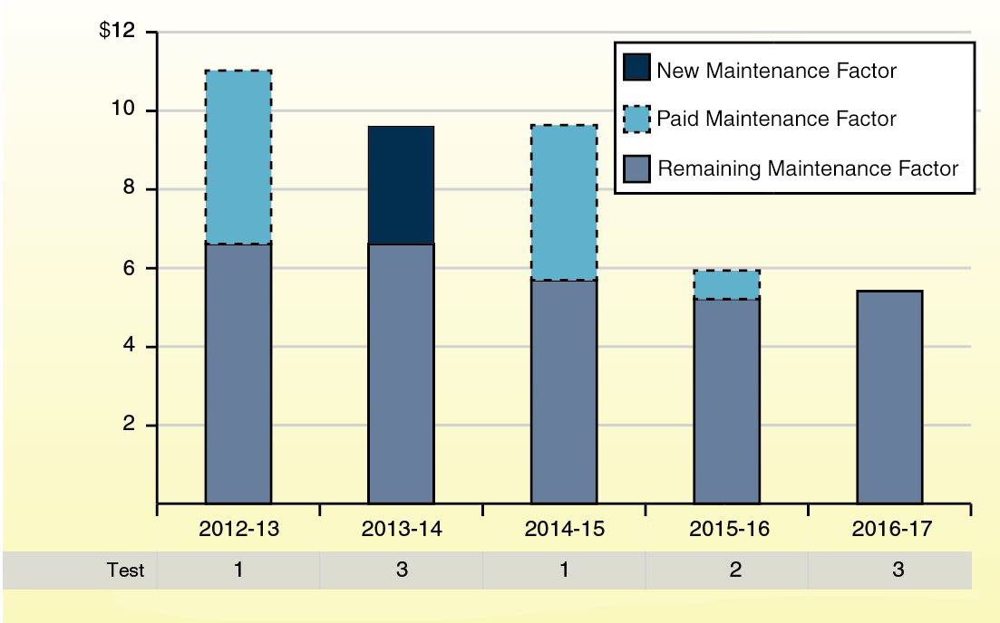 $12
New Maintenance Factor
10
Paid Maintenance Factor
Remaining Maintenance Factor
8
6
4
2
2012-13 2013-14 2014-15 2015-16 2016-17
Test 1 3 1 2 3